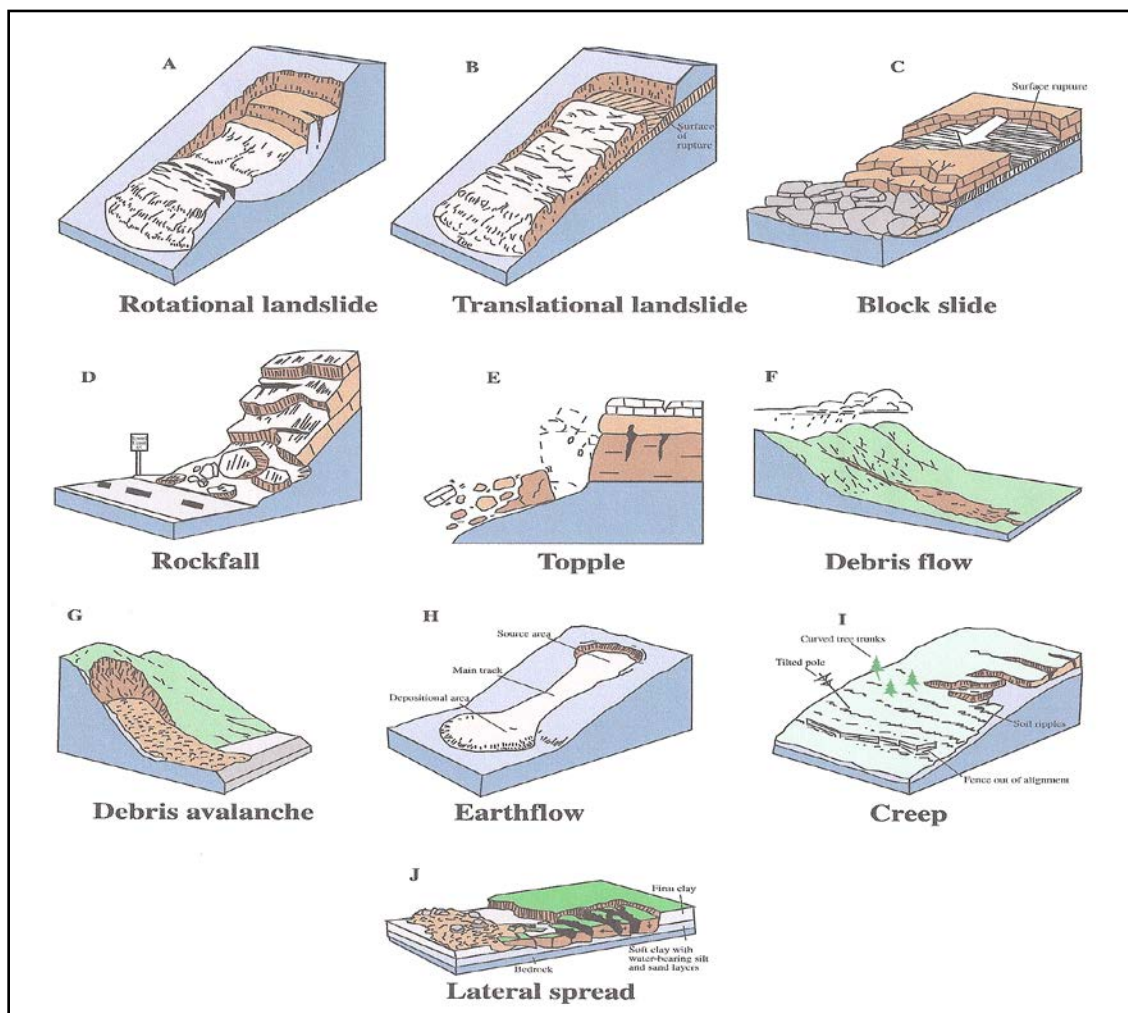 A
B
C
Surface rupture
Surface
of
rupture
Toe
Rotational landslide
Translational landslide
Block slide
D
E
F
Rockfall
Topple
Debris flow
G
H
I
Source area
Main track
Depositional area
Curved tree trunks
Tilted pole
Soil ripples
Fence out of alignment
Debris avalanche
Earthflow
Creep
J
Firm clay
Soft clay with
water-bearing silt
and sand layers
Bedrock
Lateral spread